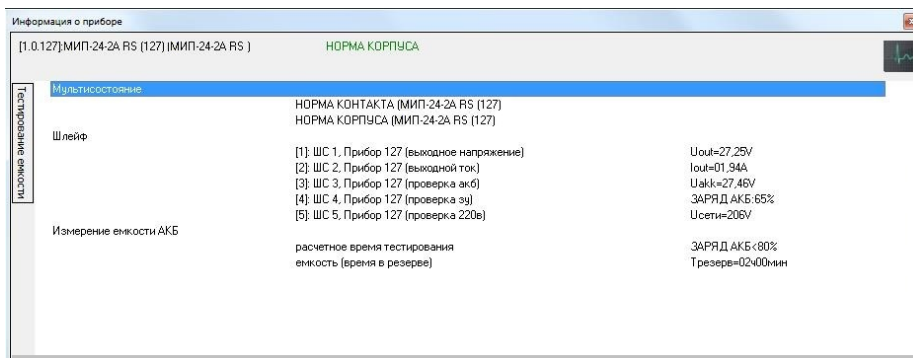 Информация о приборе
[1.0.127]:МИП-24-2А RS (127) (МИП-24-2А RS ) НОРМА КОРПУСА
Тестирование емкости
Мультисостояние
НОРМА КОНТАКТА (МИП-24-2А RS (127)
НОРМА КОРПУСА (МИП-24-2А RS (127)
Шлейф
[1]: ШС 1, Прибор 127 (выходное напряжение) Uout=27,25V
[2]: ШС 2, Прибор 127 (выходной ток) Iout=01,94A
[3]: ШС 3, Прибор 127 (проверка акб) Uakk=27,46V
[4]: ШС 4, Прибор 127 (проверка зу) ЗАРЯД АКБ:65%
[5]: ШС 5, Прибор 127 (проверка 220в) Uсети=206V
Измерение емкости АКБ
расчетное время тестирования ЗАРЯД АКБ<80%
емкость (время в резерве) Tрезерв=02ч00мин